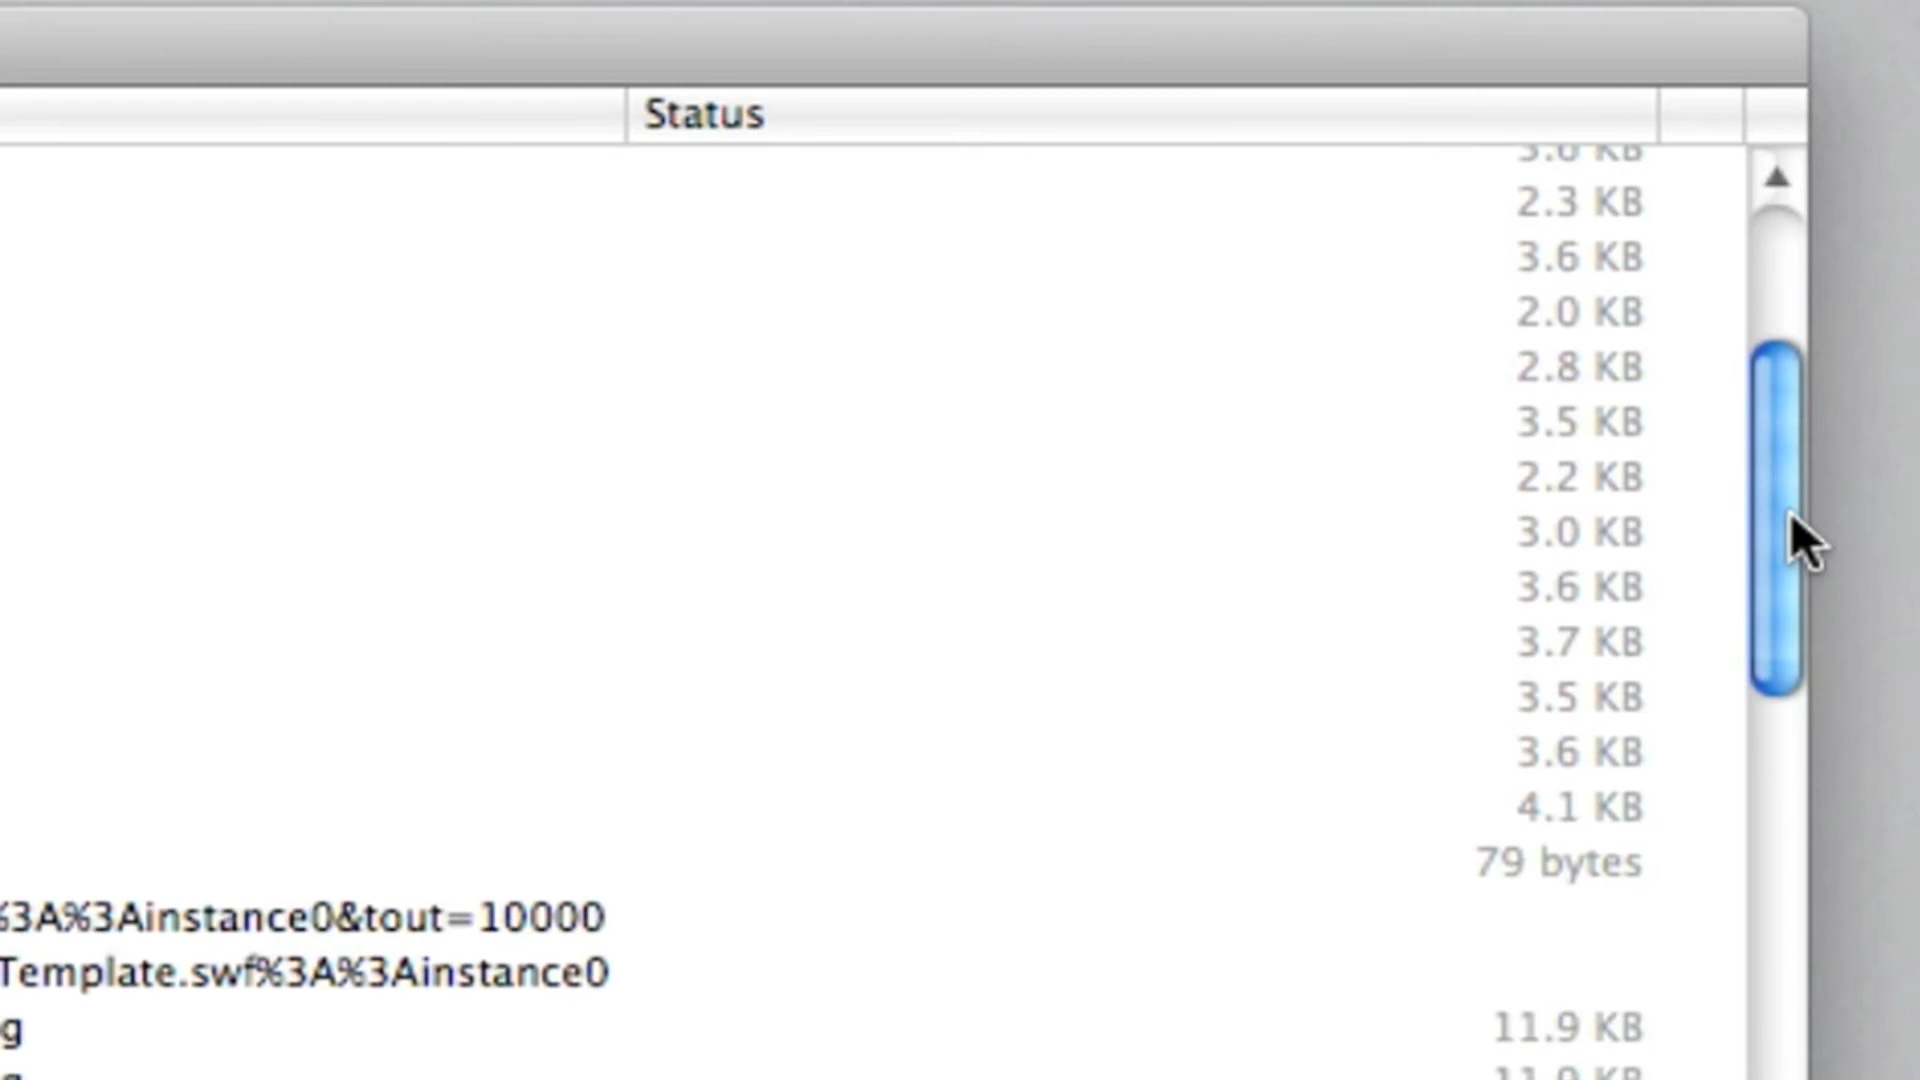 Status
2.3 KB
3.6 KB
2.0 KB
2.8 KB
3.5 KB
2.2 KB
3.0 KB
3.6 KB
3.7 KB
3.5 KB
3.6 KB
4.1 KB
79 bytes
%3A%3Ainstance0&tout=10000
Template.swf%3A%3Ainstance0
g 11.9 KB